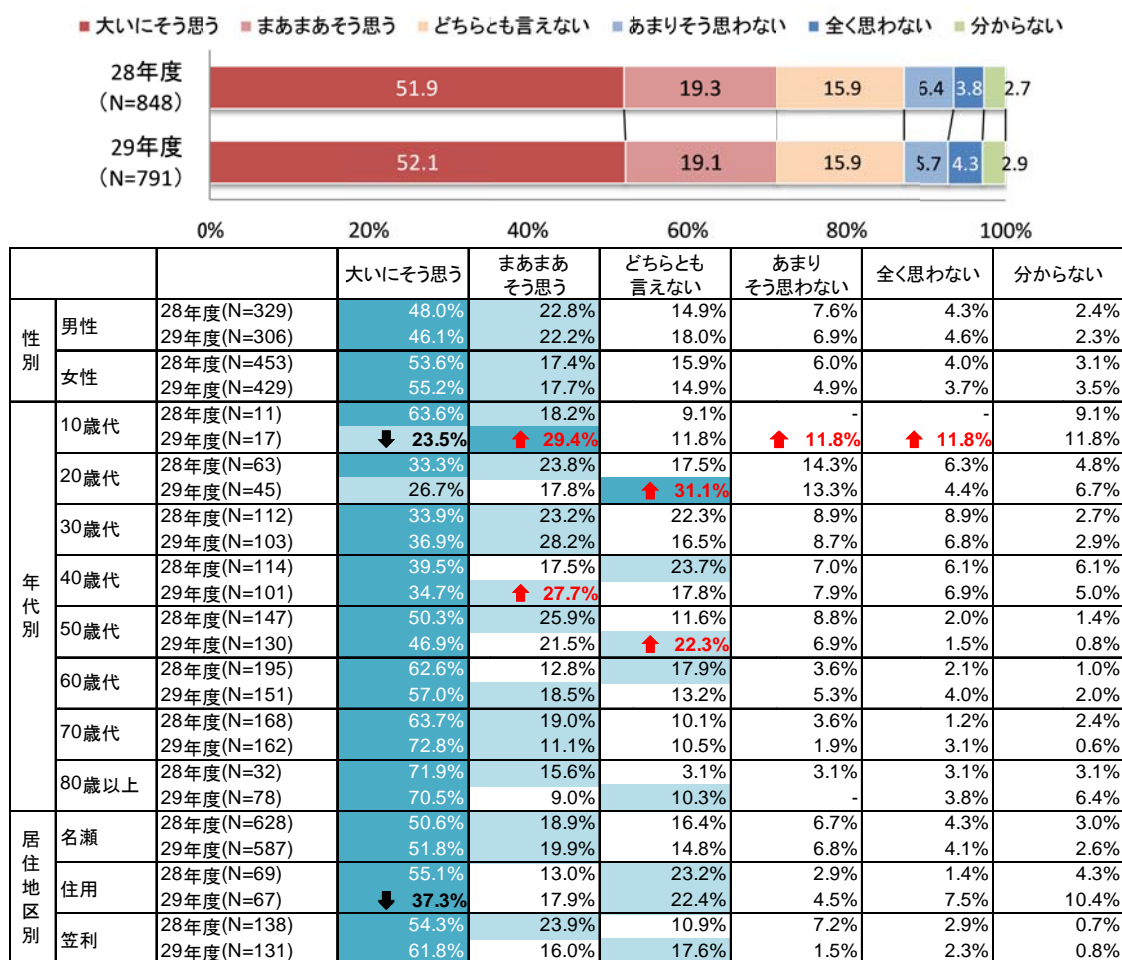 ■大いにそう思う ■まあまあそう思う ■どちらとも言えない ■あまりそう思わない ■全く思わない ■分からない
28年度
(N=848)
51.9 19.3 15.9 6.4 3.8 2.7
29年度
(N=791)
52.1 19.1 15.9 5.7 4.3 2.9
0% 20% 40% 60% 80% 100%
大いにそう思う まあまあ そう思う どちらとも 言えない あまり そう思わない 全く思わない 分からない
性別
男性
28年度(N=329) 48.0% 22.8% 14.9% 7.6% 4.3% 2.4%
29年度(N=306) 46.1% 22.2% 18.0% 6.9% 4.6% 2.3%
女性
28年度(N=453) 53.6% 17.4% 15.9% 6.0% 4.0% 3.1%
29年度(N=429) 55.2% 17.7% 14.9% 4.9% 3.7% 3.5%
年代別
10歳代
28年度(N=11) 63.6% 18.2% 9.1% - - 9.1%
29年度(N=17) ⬇ 23.5% ⬆ 29.4% 11.8% ⬆ 11.8% ⬆ 11.8% 11.8%
20歳代
28年度(N=63) 33.3% 23.8% 17.5% 14.3% 6.3% 4.8%
29年度(N=45) 26.7% 17.8% ⬆ 31.1% 13.3% 4.4% 6.7%
30歳代
28年度(N=112) 33.9% 23.2% 22.3% 8.9% 8.9% 2.7%
29年度(N=103) 36.9% 28.2% 16.5% 8.7% 6.8% 2.9%
40歳代
28年度(N=114) 39.5% 17.5% 23.7% 7.0% 6.1% 6.1%
29年度(N=101) 34.7% ⬆ 27.7% 17.8% 7.9% 6.9% 5.0%
50歳代
28年度(N=147) 50.3% 25.9% 11.6% 8.8% 2.0% 1.4%
29年度(N=130) 46.9% 21.5% ⬆ 22.3% 6.9% 1.5% 0.8%
60歳代
28年度(N=195) 62.6% 12.8% 17.9% 3.6% 2.1% 1.0%
29年度(N=151) 57.0% 18.5% 13.2% 5.3% 4.0% 2.0%
70歳代
28年度(N=168) 63.7% 19.0% 10.1% 3.6% 1.2% 2.4%
29年度(N=162) 72.8% 11.1% 10.5% 1.9% 3.1% 0.6%
80歳以上
28年度(N=32) 71.9% 15.6% 3.1% 3.1% 3.1% 3.1%
29年度(N=78) 70.5% 9.0% 10.3% - 3.8% 6.4%
居住地区別
名瀬
28年度(N=628) 50.6% 18.9% 16.4% 6.7% 4.3% 3.0%
29年度(N=587) 51.8% 19.9% 14.8% 6.8% 4.1% 2.6%
住用
28年度(N=69) 55.1% 13.0% 23.2% 2.9% 1.4% 4.3%
29年度(N=67) ⬇ 37.3% 17.9% 22.4% 4.5% 7.5% 10.4%
笠利
28年度(N=138) 54.3% 23.9% 10.9% 7.2% 2.9% 0.7%
29年度(N=131) 61.8% 16.0% 17.6% 1.5% 2.3% 0.8%